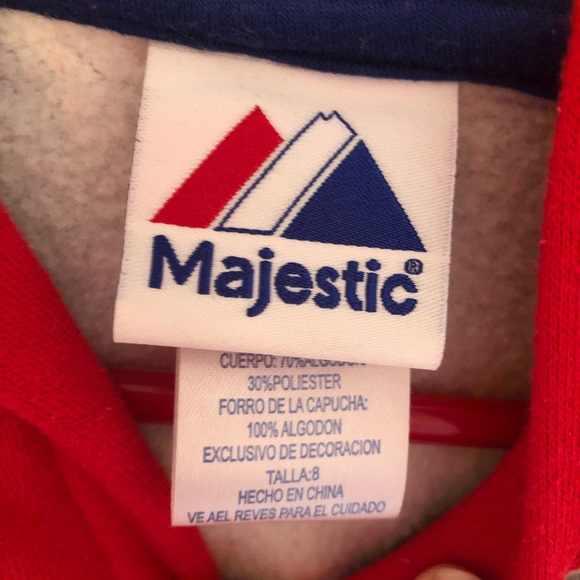 Majestic®
CUERPO: 70%ALGODON
30%POLIESTER
FORRO DE LA CAPUCHA:
100% ALGODON
EXCLUSIVO DE DECORACION
TALLA:8
HECHO EN CHINA
VE AEL REVES PARA EL CUIDADO